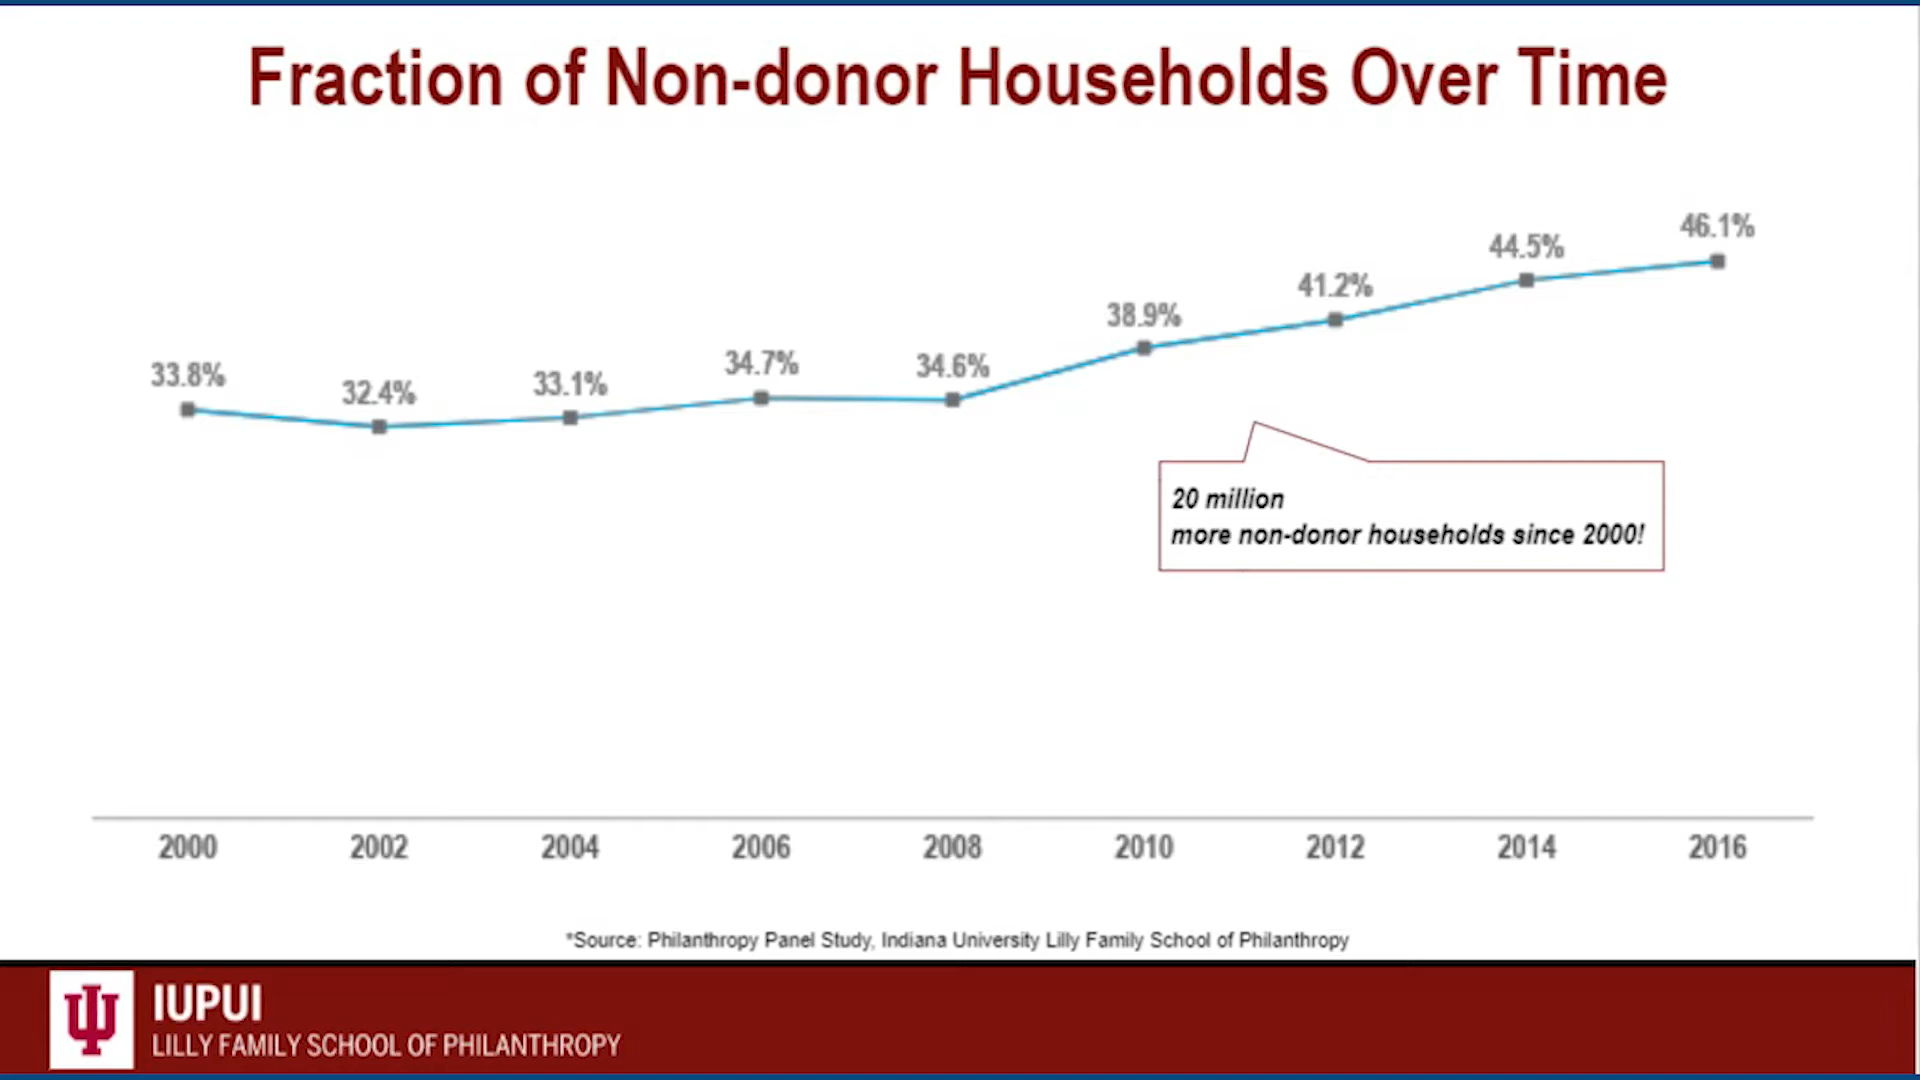 Fraction of Non-donor Households Over Time
33.8%
32.4%
33.1%
34.7%
34.6%
38.9%
41.2%
44.5%
46.1%
20 million
more non-donor households since 2000!
2000 2002 2004 2006 2008 2010 2012 2014 2016
*Source: Philanthropy Panel Study, Indiana University Lilly Family School of Philanthropy
IUPUI
LILLY FAMILY SCHOOL OF PHILANTHROPY